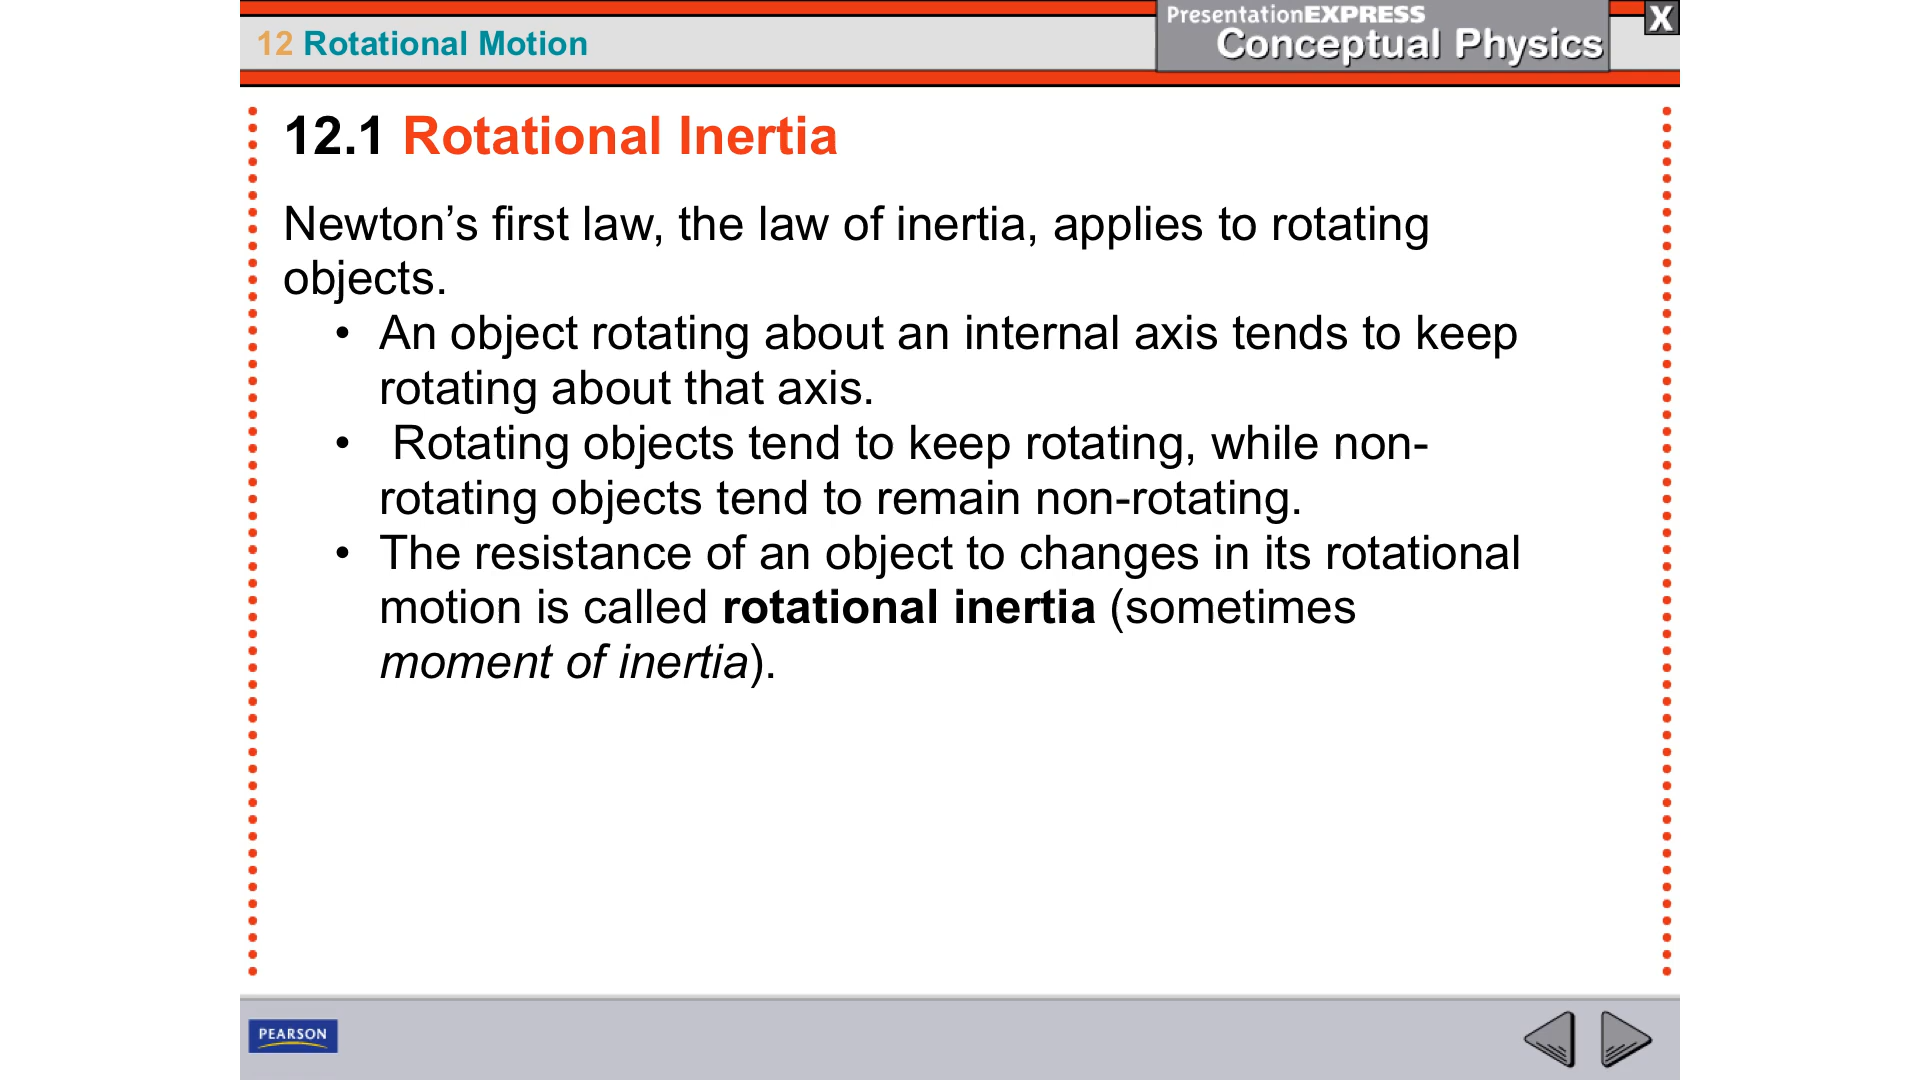 PresentationEXPRESS
Conceptual Physics
X
12 Rotational Motion
12.1 Rotational Inertia
Newton’s first law, the law of inertia, applies to rotating
objects.
• An object rotating about an internal axis tends to keep
rotating about that axis.
• Rotating objects tend to keep rotating, while non-
rotating objects tend to remain non-rotating.
• The resistance of an object to changes in its rotational
motion is called rotational inertia (sometimes
moment of inertia).
PEARSON